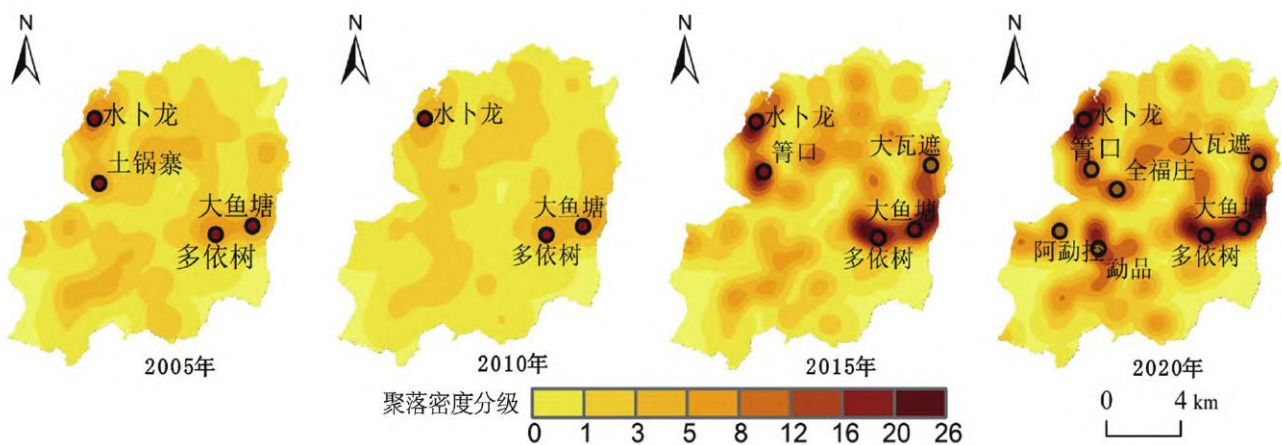 N
水卜龙
土锅寨
大鱼塘
多依树
2005年
N
水卜龙
大鱼塘
多依树
2010年
N
水卜龙
箐口
大瓦遮
大鱼塘
多依树
2015年
N
水卜龙
箐口
大瓦遮
全福庄
大鱼塘
阿勐控
多依树
勐品
2020年
聚落密度分级
0 1 3 5 8 12 16 20 26
0 4 km